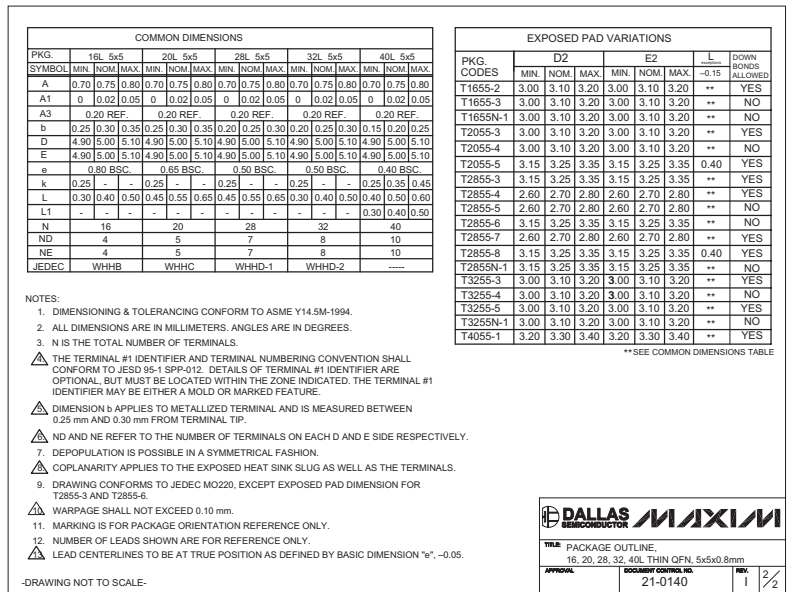 COMMON DIMENSIONS
PKG. 16L 5x5 20L 5x5 28L 5x5 32L 5x5 40L 5x5
SYMBOL MIN. NOM. MAX. MIN. NOM. MAX. MIN. NOM. MAX. MIN. NOM. MAX. MIN. NOM. MAX.
A 0.70 0.75 0.80 0.70 0.75 0.80 0.70 0.75 0.80 0.70 0.75 0.80 0.70 0.75 0.80
A1 0 0.02 0.05 0 0.02 0.05 0 0.02 0.05 0 0.02 0.05 0 0.02 0.05
A3 0.20 REF. 0.20 REF. 0.20 REF. 0.20 REF. 0.20 REF.
b 0.25 0.30 0.35 0.25 0.30 0.35 0.20 0.25 0.30 0.20 0.25 0.30 0.15 0.20 0.25
D 4.90 5.00 5.10 4.90 5.00 5.10 4.90 5.00 5.10 4.90 5.00 5.10 4.90 5.00 5.10
E 4.90 5.00 5.10 4.90 5.00 5.10 4.90 5.00 5.10 4.90 5.00 5.10 4.90 5.00 5.10
e 0.80 BSC. 0.65 BSC. 0.50 BSC. 0.50 BSC. 0.40 BSC.
k 0.25 - - 0.25 - - 0.25 - - 0.25 - - 0.25 0.35 0.45
L 0.30 0.40 0.50 0.45 0.55 0.65 0.45 0.55 0.65 0.30 0.40 0.50 0.40 0.50 0.60
L1 - - - - - - - - - - - - 0.30 0.40 0.50
N 16 20 28 32 40
ND 4 5 7 8 10
NE 4 5 7 8 10
JEDEC WHHB WHHC WHHD-1 WHHD-2 -----
EXPOSED PAD VARIATIONS
PKG. CODES D2 E2 L exceptions DOWN BONDS ALLOWED
MIN. NOM. MAX. MIN. NOM. MAX. –0.15
T1655-2 3.00 3.10 3.20 3.00 3.10 3.20 ** YES
T1655-3 3.00 3.10 3.20 3.00 3.10 3.20 ** NO
T1655N-1 3.00 3.10 3.20 3.00 3.10 3.20 ** NO
T2055-3 3.00 3.10 3.20 3.00 3.10 3.20 ** YES
T2055-4 3.00 3.10 3.20 3.00 3.10 3.20 ** NO
T2055-5 3.15 3.25 3.35 3.15 3.25 3.35 0.40 YES
T2855-3 3.15 3.25 3.35 3.15 3.25 3.35 ** YES
T2855-4 2.60 2.70 2.80 2.60 2.70 2.80 ** YES
T2855-5 2.60 2.70 2.80 2.60 2.70 2.80 ** NO
T2855-6 3.15 3.25 3.35 3.15 3.25 3.35 ** NO
T2855-7 2.60 2.70 2.80 2.60 2.70 2.80 ** YES
T2855-8 3.15 3.25 3.35 3.15 3.25 3.35 0.40 YES
T2855N-1 3.15 3.25 3.35 3.15 3.25 3.35 ** NO
T3255-3 3.00 3.10 3.20 3.00 3.10 3.20 ** YES
T3255-4 3.00 3.10 3.20 3.00 3.10 3.20 ** NO
T3255-5 3.00 3.10 3.20 3.00 3.10 3.20 ** YES
T3255N-1 3.00 3.10 3.20 3.00 3.10 3.20 ** NO
T4055-1 3.20 3.30 3.40 3.20 3.30 3.40 ** YES
**SEE COMMON DIMENSIONS TABLE
NOTES:
1. DIMENSIONING & TOLERANCING CONFORM TO ASME Y14.5M-1994.
2. ALL DIMENSIONS ARE IN MILLIMETERS. ANGLES ARE IN DEGREES.
3. N IS THE TOTAL NUMBER OF TERMINALS.
4. THE TERMINAL #1 IDENTIFIER AND TERMINAL NUMBERING CONVENTION SHALL
CONFORM TO JESD 95-1 SPP-012. DETAILS OF TERMINAL #1 IDENTIFIER ARE
OPTIONAL, BUT MUST BE LOCATED WITHIN THE ZONE INDICATED. THE TERMINAL #1
IDENTIFIER MAY BE EITHER A MOLD OR MARKED FEATURE.
5. DIMENSION b APPLIES TO METALLIZED TERMINAL AND IS MEASURED BETWEEN
0.25 mm AND 0.30 mm FROM TERMINAL TIP.
6. ND AND NE REFER TO THE NUMBER OF TERMINALS ON EACH D AND E SIDE RESPECTIVELY.
7. DEPOPULATION IS POSSIBLE IN A SYMMETRICAL FASHION.
8. COPLANARITY APPLIES TO THE EXPOSED HEAT SINK SLUG AS WELL AS THE TERMINALS.
9. DRAWING CONFORMS TO JEDEC MO220, EXCEPT EXPOSED PAD DIMENSION FOR
T2855-3 AND T2855-6.
10. WARPAGE SHALL NOT EXCEED 0.10 mm.
11. MARKING IS FOR PACKAGE ORIENTATION REFERENCE ONLY.
12. NUMBER OF LEADS SHOWN ARE FOR REFERENCE ONLY.
13. LEAD CENTERLINES TO BE AT TRUE POSITION AS DEFINED BY BASIC DIMENSION "e", –0.05.
-DRAWING NOT TO SCALE-
DALLAS SEMICONDUCTOR MAXIM
TITLE: PACKAGE OUTLINE,
16, 20, 28, 32, 40L THIN QFN, 5x5x0.8mm
APPROVAL DOCUMENT CONTROL NO. REV.
21-0140 I 2/2